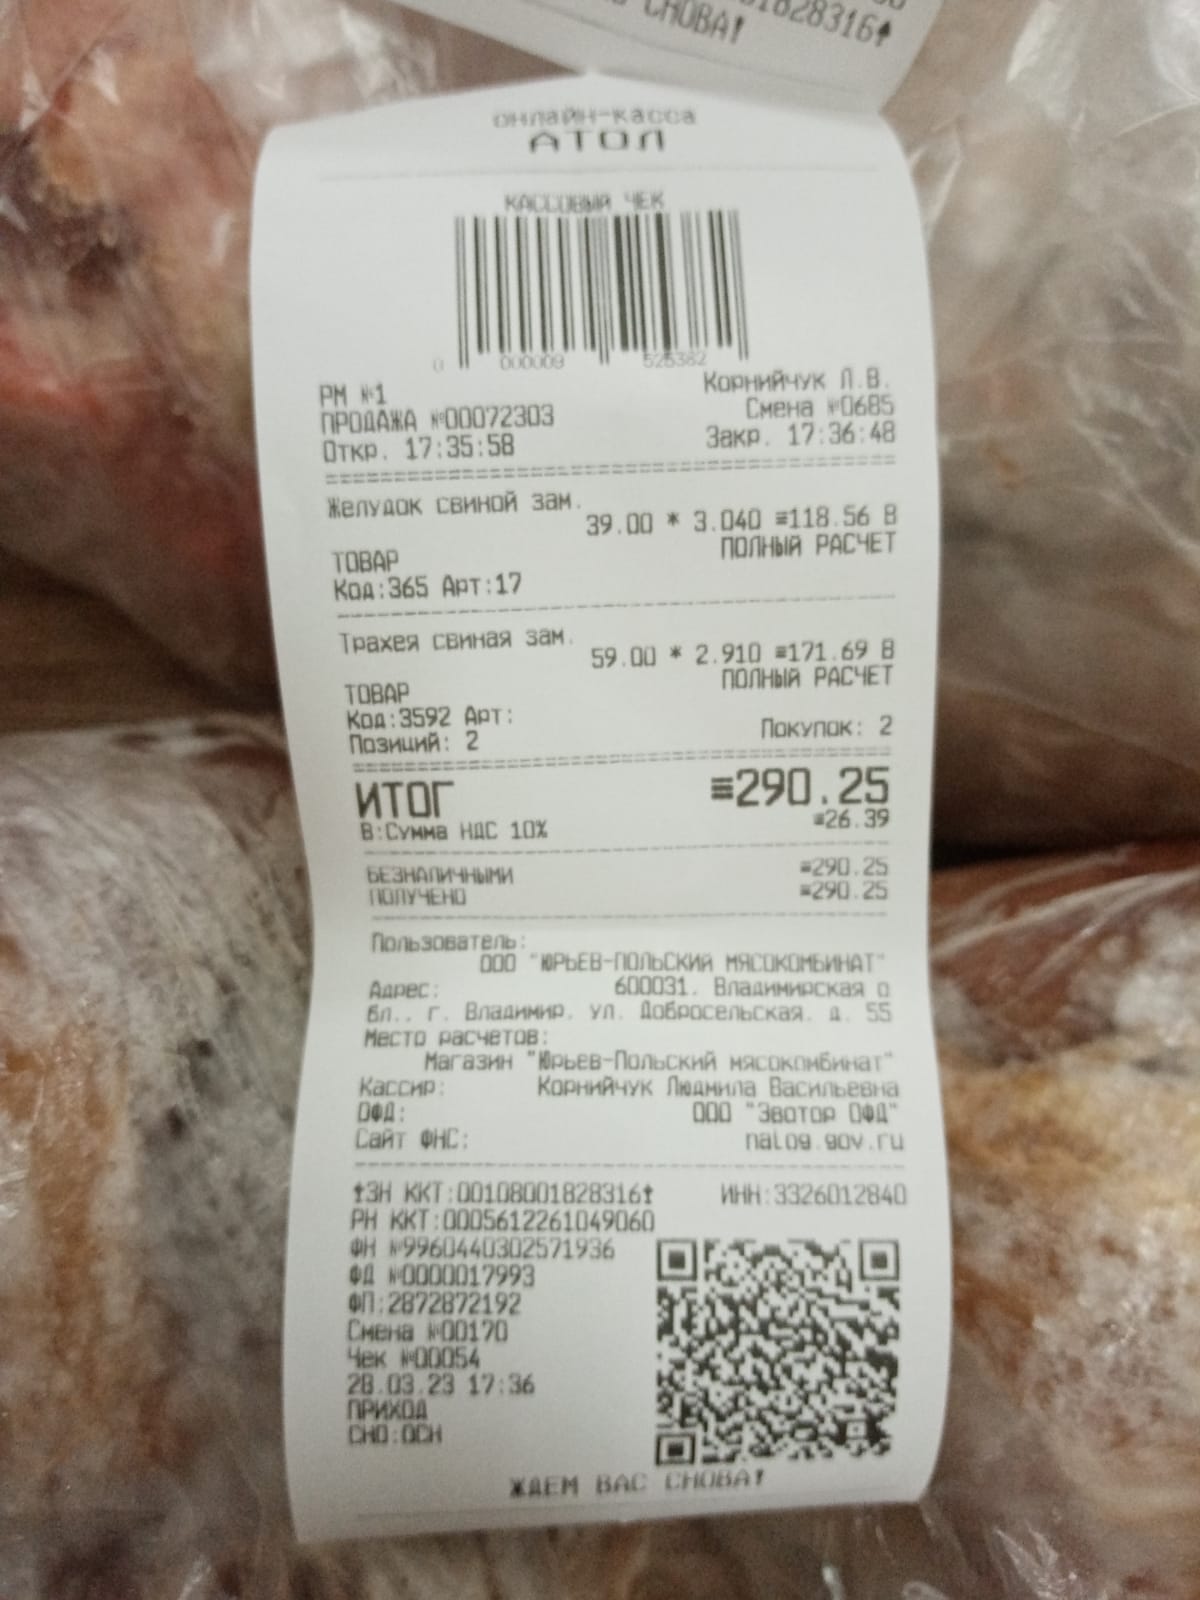 СНОВА!
01828316↑
онлайн-касса
АТОЛ
КАССОВЫЙ ЧЕК
0 000009 525382
РМ №1 Корнийчук Л.В.
ПРОДАЖА №00072303 Смена №0685
Откр. 17:35:58 Закр. 17:36:48
Желудок свиной зам.
39.00 * 3.040 ≡118.56 В
ТОВАР ПОЛНЫЙ РАСЧЕТ
Код:365 Арт:17
Трахея свиная зам.
59.00 * 2.910 ≡171.69 В
ТОВАР ПОЛНЫЙ РАСЧЕТ
Код:3592 Арт:
Позиций: 2 Покупок: 2
ИТОГ ≡290.25
В:Сумма НДС 10% ≡26.39
БЕЗНАЛИЧНЫМИ ≡290.25
ПОЛУЧЕНО ≡290.25
Пользователь:
ООО "ЮРЬЕВ-ПОЛЬСКИЙ МЯСОКОМБИНАТ"
Адрес: 600031, Владимирская о
бл., г. Владимир, ул. Добросельская, д. 55
Место расчетов:
Магазин "Юрьев-Польский мясокомбинат"
Кассир: Корнийчук Людмила Васильевна
ОФД: ООО "Эвотор ОФД"
Сайт ФНС: nalog.gov.ru
↑ЗН ККТ:00108001828316↑ ИНН:3326012840
РН ККТ:0005612261049060
ФН №9960440302571936
ФД №0000017993
ФП:2872872192
Смена №00170
Чек №00054
28.03.23 17:36
ПРИХОД
СНО:ОСН
ЖДЕМ ВАС СНОВА!